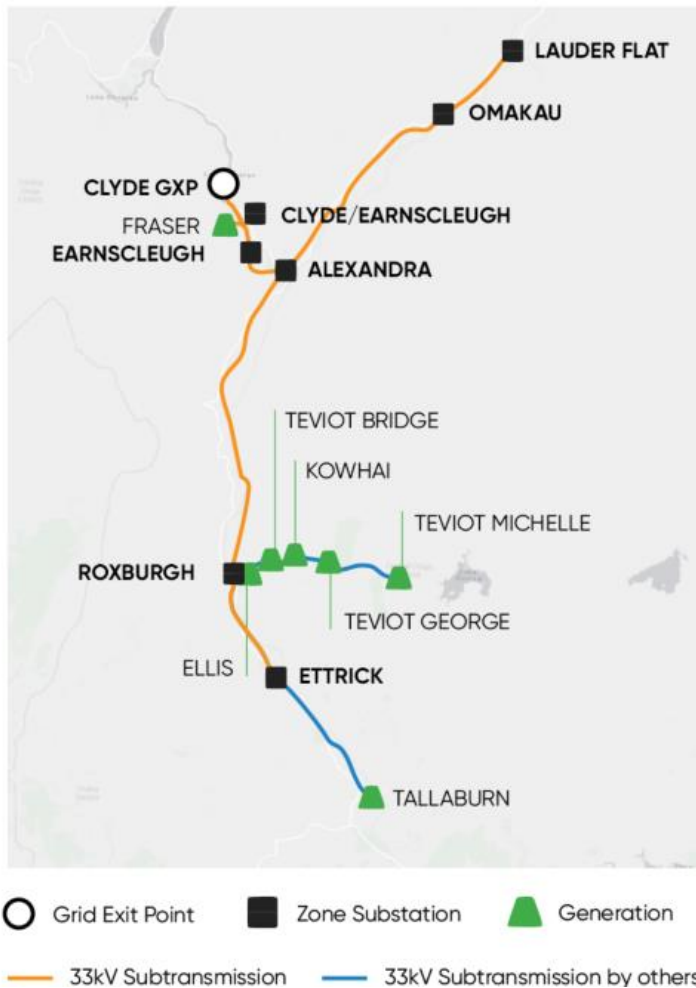 LAUDER FLAT
OMAKAU
CLYDE GXP
CLYDE/EARNSCLEUGH
FRASER
EARNSCLEUGH
ALEXANDRA
TEVIOT BRIDGE
KOWHAI
TEVIOT MICHELLE
ROXBURGH
TEVIOT GEORGE
ELLIS
ETTRICK
TALLABURN
Grid Exit Point
Zone Substation
Generation
33kV Subtransmission
33kV Subtransmission by others